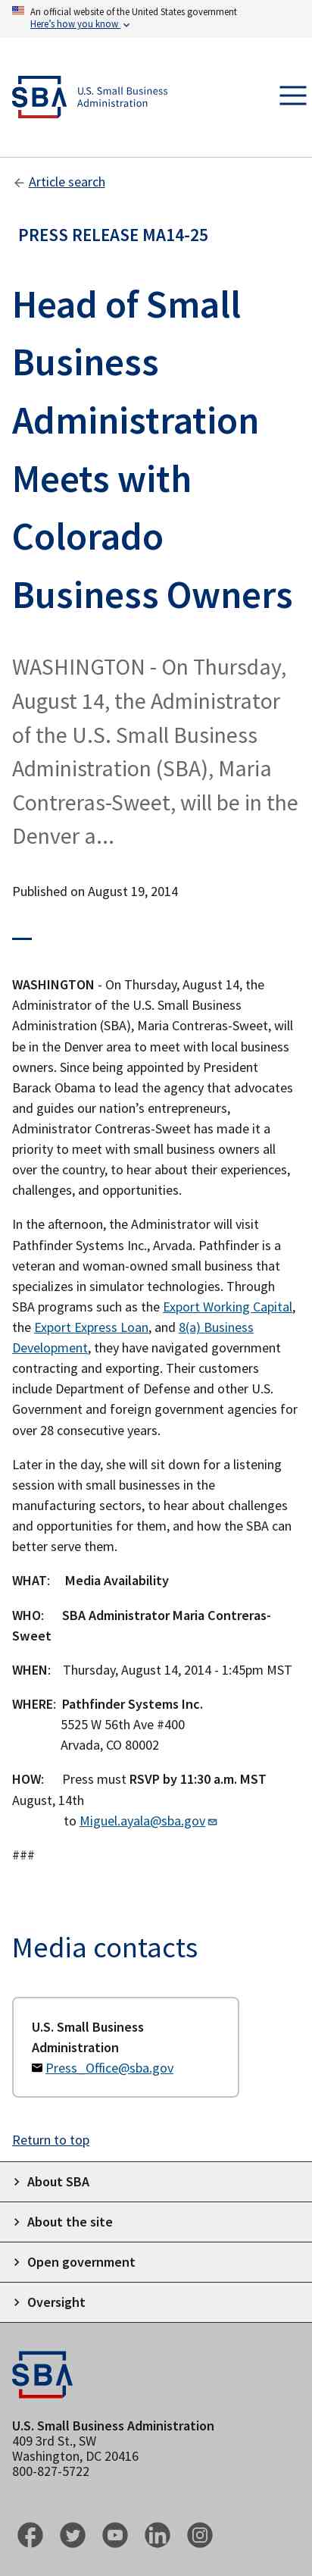 An official website of the United States government
Here's how you know
SBA
U.S. Small Business
Administration
Article search
PRESS RELEASE MA14-25
Head of Small
Business
Administration
Meets with
Colorado
Business Owners
WASHINGTON - On Thursday,
August 14, the Administrator
of the U.S. Small Business
Administration (SBA), Maria
Contreras-Sweet, will be in the
Denver a...
Published on August 19, 2014
WASHINGTON - On Thursday, August 14, the
Administrator of the U.S. Small Business
Administration (SBA), Maria Contreras-Sweet, will
be in the Denver area to meet with local business
owners. Since being appointed by President
Barack Obama to lead the agency that advocates
and guides our nation's entrepreneurs,
Administrator Contreras-Sweet has made it a
priority to meet with small business owners all
over the country, to hear about their experiences,
challenges, and opportunities.
In the afternoon, the Administrator will visit
Pathfinder Systems Inc., Arvada. Pathfinder is a
veteran and woman-owned small business that
specializes in simulator technologies. Through
SBA programs such as the Export Working Capital,
the Export Express Loan, and 8(a) Business
Development, they have navigated government
contracting and exporting. Their customers
include Department of Defense and other U.S.
Government and foreign government agencies for
over 28 consecutive years.
Later in the day, she will sit down for a listening
session with small businesses in the
manufacturing sectors, to hear about challenges
and opportunities for them, and how the SBA can
better serve them.
WHAT: Media Availability
WHO: SBA Administrator Maria Contreras-
Sweet
WHEN: Thursday, August 14, 2014 - 1:45pm MST
WHERE: Pathfinder Systems Inc.
5525 W 56th Ave #400
Arvada, CO 80002
HOW: Press must RSVP by 11:30 a.m. MST
August, 14th
to Miguel.ayala@sba.gov
###
Media contacts
U.S. Small Business
Administration
Press_Office@sba.gov
Return to top
About SBA
About the site
Open government
Oversight
SBA
U.S. Small Business Administration
409 3rd St., SW
Washington, DC 20416
800-827-5722